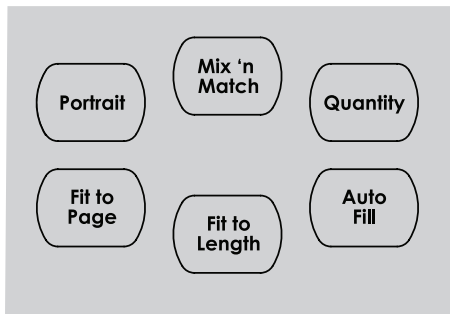 Mix ‘n
Match
Portrait
Quantity
Fit to
Page
Fit to
Length
Auto
Fill